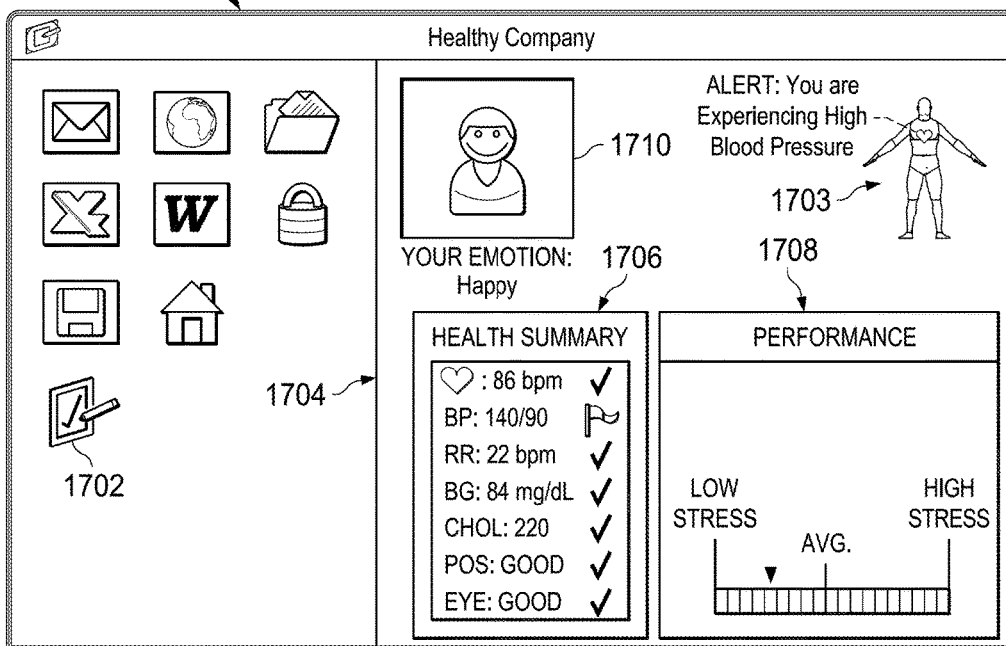 Healthy Company
W
ALERT: You are
Experiencing High
Blood Pressure
1710
1703
YOUR EMOTION:
Happy
1706
1708
HEALTH SUMMARY
: 86 bpm
BP: 140/90
RR: 22 bpm
BG: 84 mg/dL
CHOL: 220
POS: GOOD
EYE: GOOD
PERFORMANCE
LOW
STRESS
AVG.
HIGH
STRESS
1704
1702